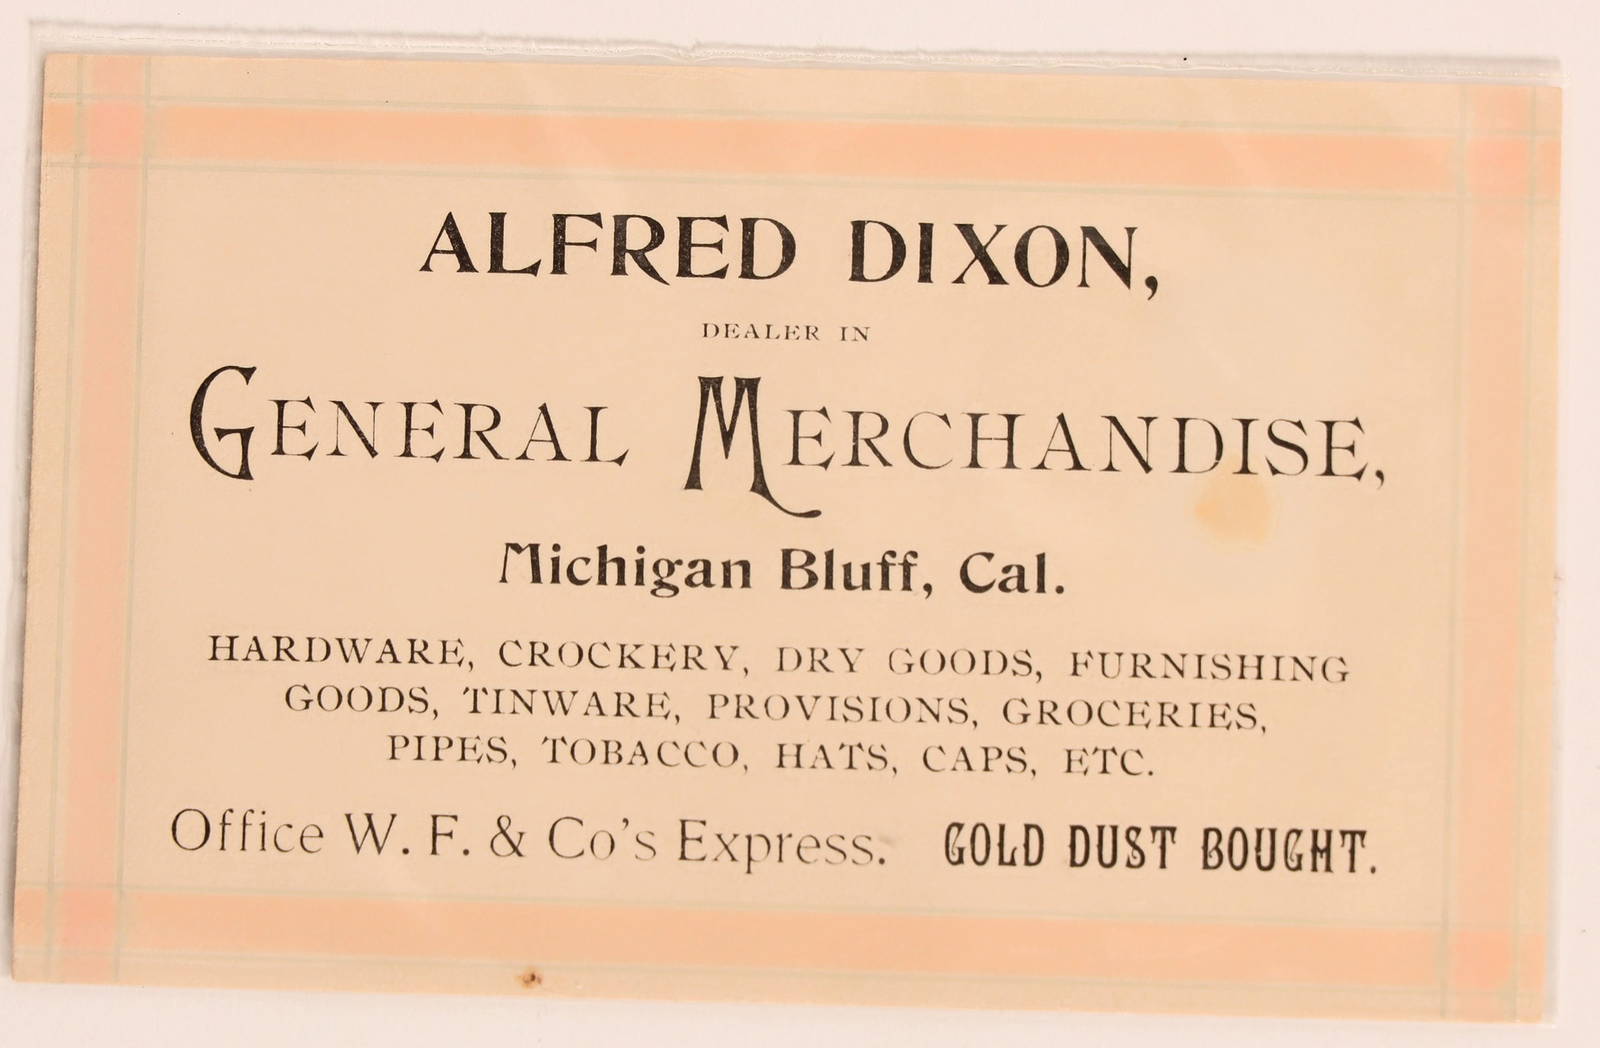 ALFRED DIXON,
DEALER IN
GENERAL MERCHANDISE,
Michigan Bluff, Cal.
HARDWARE, CROCKERY, DRY GOODS, FURNISHING
GOODS, TINWARE, PROVISIONS, GROCERIES,
PIPES, TOBACCO, HATS, CAPS, ETC.
Office W. F. & Co's Express. GOLD DUST BOUGHT.